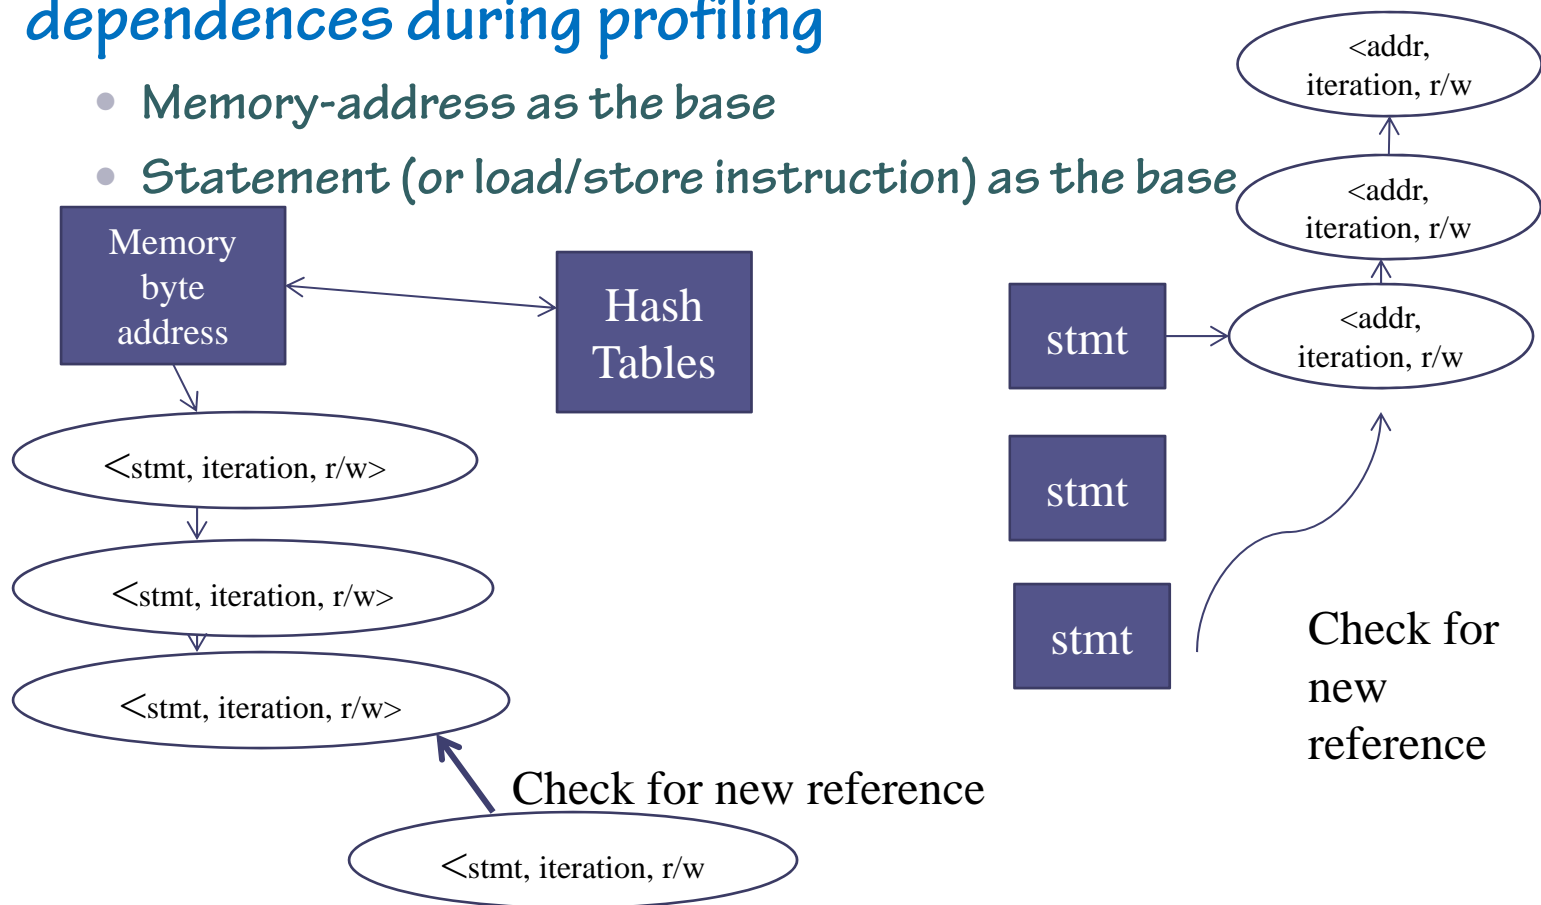 dependences during profiling
• Memory-address as the base
• Statement (or load/store instruction) as the base
Memory
byte
address
Hash
Tables
<stmt, iteration, r/w>
<stmt, iteration, r/w>
<stmt, iteration, r/w>
Check for new reference
<stmt, iteration, r/w
<addr,
iteration, r/w
<addr,
iteration, r/w
<addr,
iteration, r/w
stmt
stmt
stmt
Check for
new
reference